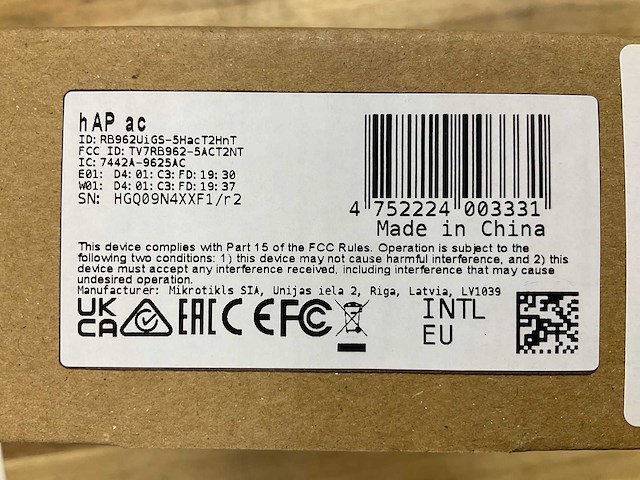 hAP ac
ID: RB962UiGS-5HacT2HnT
FCC ID: TV7RB962-5ACT2NT
IC: 7442A-9625AC
E01: D4:01:C3:FD:19:30
W01: D4:01:C3:FD:19:37
SN: HGQ09N4XXF1/r2
4 752224 003331
Made in China
This device complies with Part 15 of the FCC Rules. Operation is subject to the
following two conditions: 1) this device may not cause harmful interference, and 2) this
device must accept any interference received, including interference that may cause
undesired operation.
Manufacturer: Mikrotikls SIA, Unijas iela 2, Riga, Latvia, LV1039
UK
CA
EAC CE FC
INTL
EU